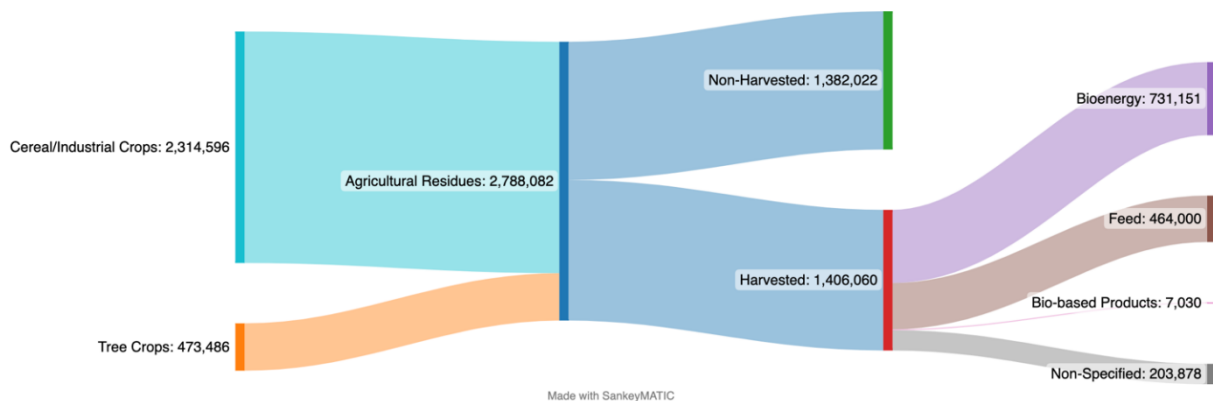 Cereal/Industrial Crops: 2,314,596
Tree Crops: 473,486
Agricultural Residues: 2,788,082
Non-Harvested: 1,382,022
Harvested: 1,406,060
Bioenergy: 731,151
Feed: 464,000
Bio-based Products: 7,030
Non-Specified: 203,878
Made with SankeyMATIC